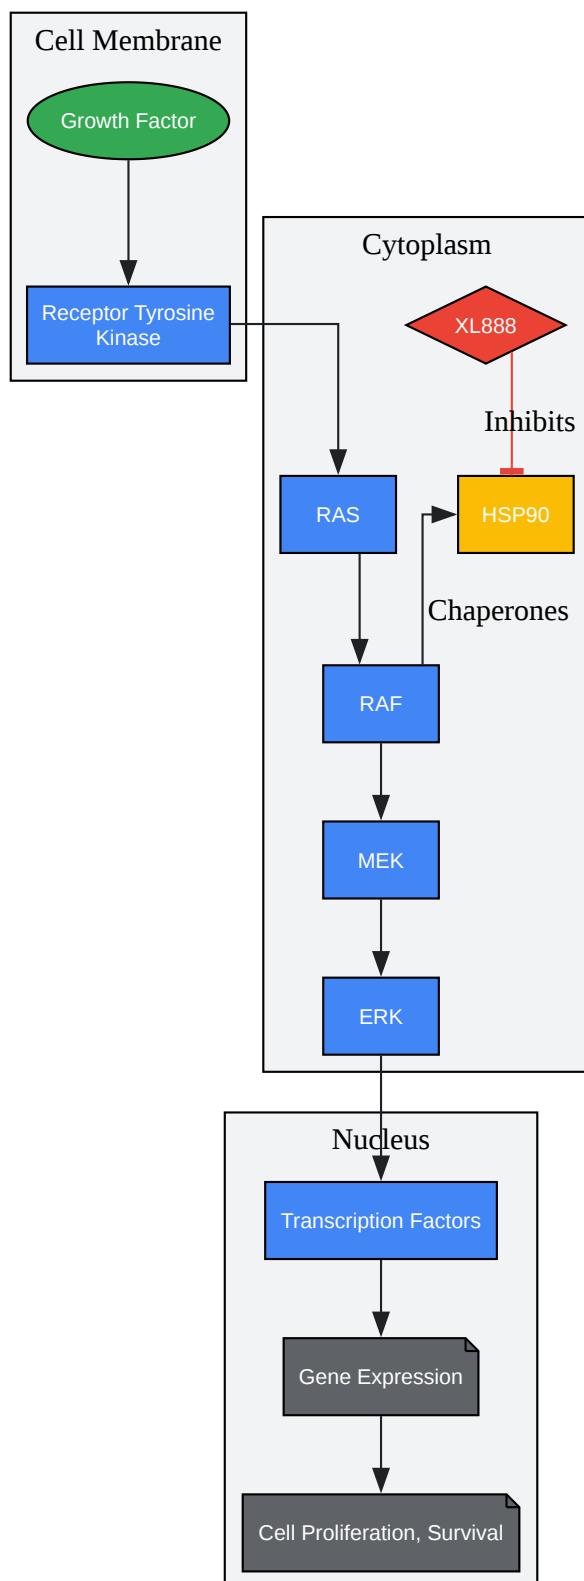 Cell Membrane
Growth Factor
Receptor Tyrosine
Kinase
Cytoplasm
XL888
Inhibits
RAS
HSP90
Chaperones
RAF
MEK
ERK
Nucleus
Transcription Factors
Gene Expression
Cell Proliferation, Survival